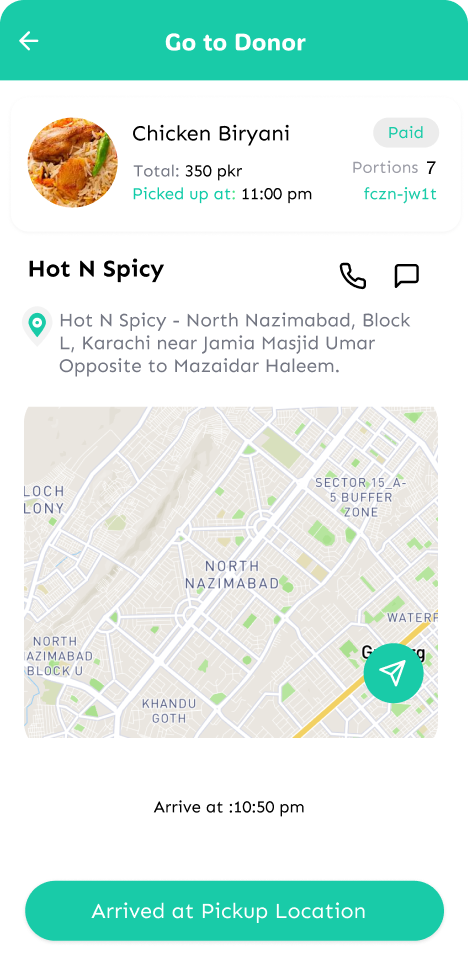 Go to Donor
Chicken Biryani
Paid
Total: 350 pkr
Portions 7
Picked up at: 11:00 pm
fczn-jw1t
Hot N Spicy
Hot N Spicy - North Nazimabad, Block
L, Karachi near Jamia Masjid Umar
Opposite to Mazaidar Haleem.
SECTOR 15_A-
5 BUFFER
ZONE
LOCH
LONY
NORTH
NAZIMABAD
WATERF
NORTH
AZIMABAD
BLOCK U
KHANDU
GOTH
Arrive at :10:50 pm
Arrived at Pickup Location